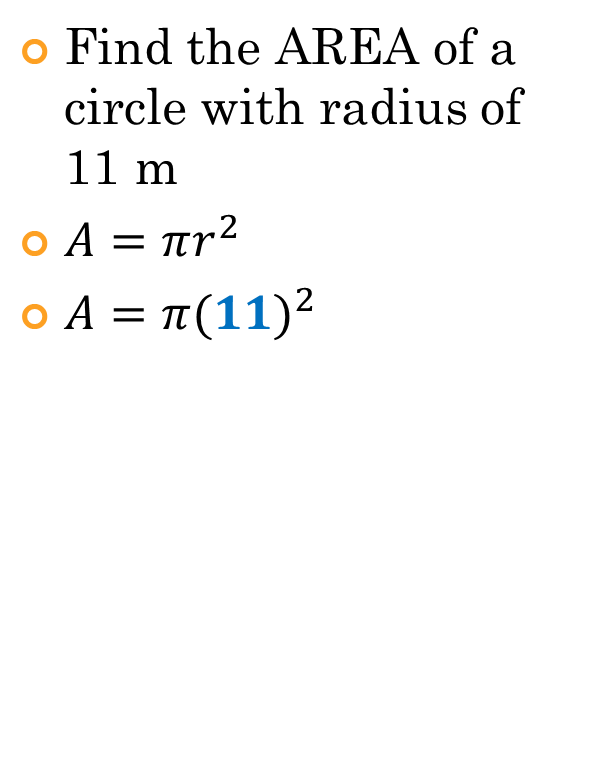 Find the AREA of a
circle with radius of
11 m
A = πr²
A = π(11)²